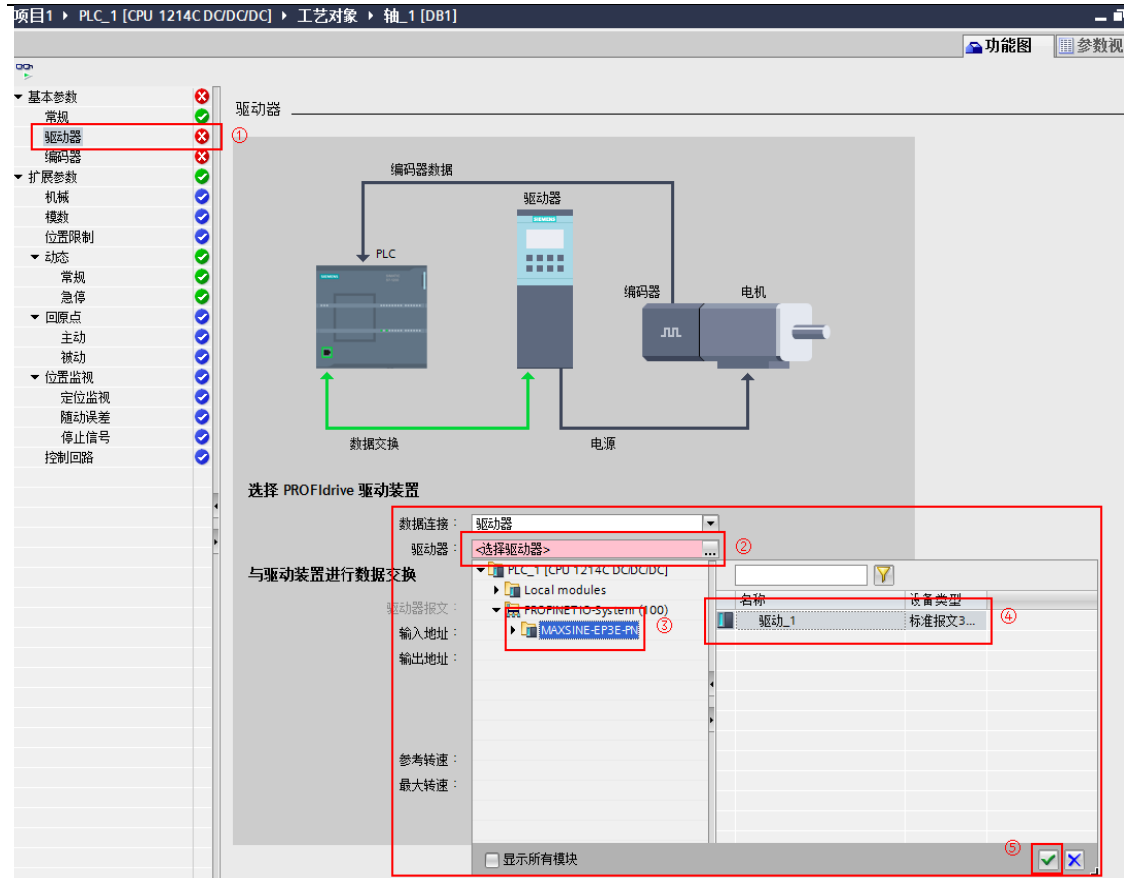 项目1 ▸ PLC_1 [CPU 1214C DC/DC/DC] ▸ 工艺对象 ▸ 轴_1 [DB1]
功能图
参数视
基本参数
常规
驱动器
①
编码器
扩展参数
机械
模数
位置限制
动态
常规
急停
回原点
主动
被动
位置监视
定位监视
随动误差
停止信号
控制回路
驱动器
编码器数据
驱动器
SIEMENS
PLC
编码器
电机
数据交换
电源
选择 PROFIdrive 驱动装置
数据连接：
驱动器
驱动器：
<选择驱动器>
...
②
与驱动装置进行数据交换
驱动器报文：
输入地址：
输出地址：
参考转速：
最大转速：
PLC_1 [CPU 1214C DC/DC/DC]
Local modules
PROFINET IO-System (100)
MAXSINE-EP3E-PN
③
名称
设备类型
驱动_1
标准报文3...
④
显示所有模块
⑤